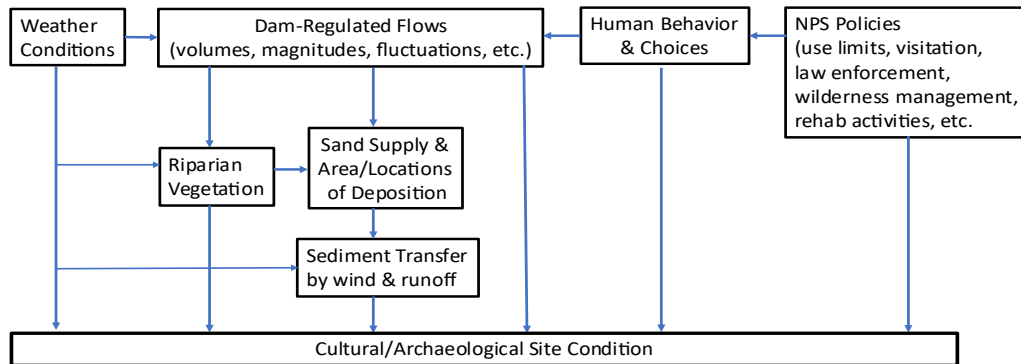 Weather
Conditions
Dam-Regulated Flows
(volumes, magnitudes, fluctuations, etc.)
Human Behavior
& Choices
NPS Policies
(use limits, visitation,
law enforcement,
wilderness management,
rehab activities, etc.
Riparian
Vegetation
Sand Supply &
Area/Locations
of Deposition
Sediment Transfer
by wind & runoff
Cultural/Archaeological Site Condition